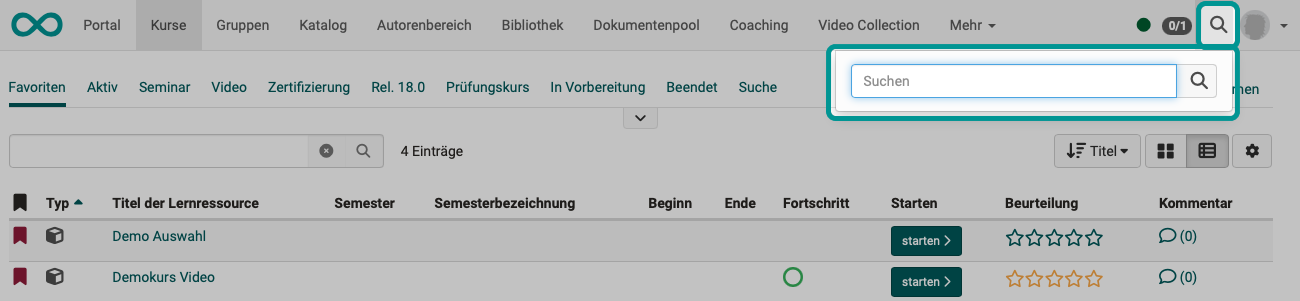 Portal Kurse Gruppen Katalog Autorenbereich Bibliothek Dokumentenpool Coaching Video Collection Mehr 0/1
Suchen
Favoriten Aktiv Seminar Video Zertifizierung Rel. 18.0 Prüfungskurs In Vorbereitung Beendet Suche
4 Einträge Titel
Typ Titel der Lernressource Semester Semesterbezeichnung Beginn Ende Fortschritt Starten Beurteilung Kommentar
Demo Auswahl starten (0)
Demokurs Video starten (0)